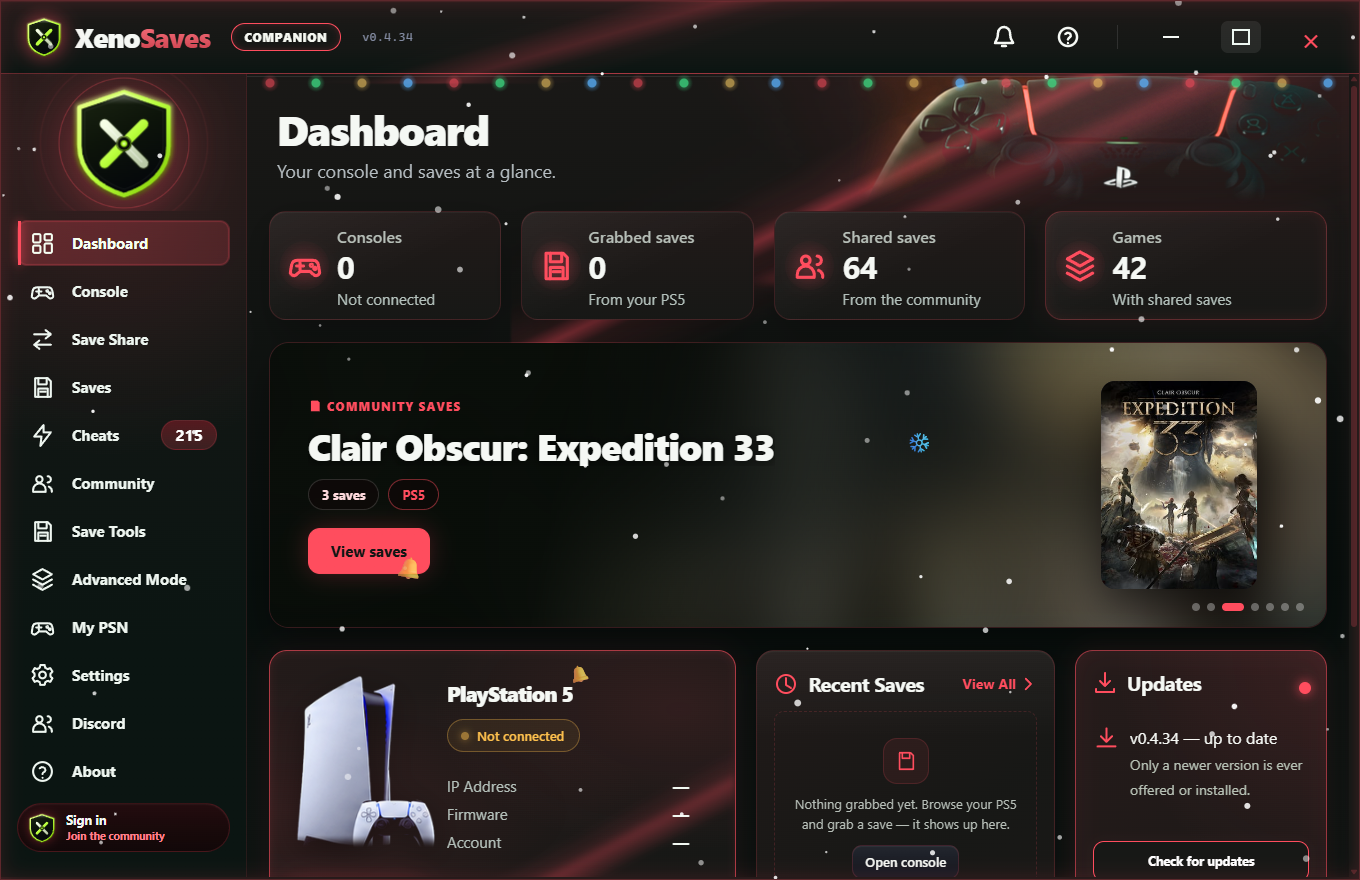 XenoSaves
COMPANION
v0.4.34
Dashboard
Console
Save Share
Saves
Cheats
215
Community
Save Tools
Advanced Mode
My PSN
Settings
Discord
About
Sign in
Join the community
Dashboard
Your console and saves at a glance.
Consoles
0
Not connected
Grabbed saves
0
From your PS5
Shared saves
64
From the community
Games
42
With shared saves
COMMUNITY SAVES
Clair Obscur: Expedition 33
3 saves
PS5
View saves
CLAIR OBSCUR
EXPEDITION
33
PlayStation 5
Not connected
IP Address —
Firmware —
Account —
Recent Saves
View All
Nothing grabbed yet. Browse your PS5
and grab a save — it shows up here.
Open console
Updates
v0.4.34 — up to date
Only a newer version is ever
offered or installed.
Check for updates